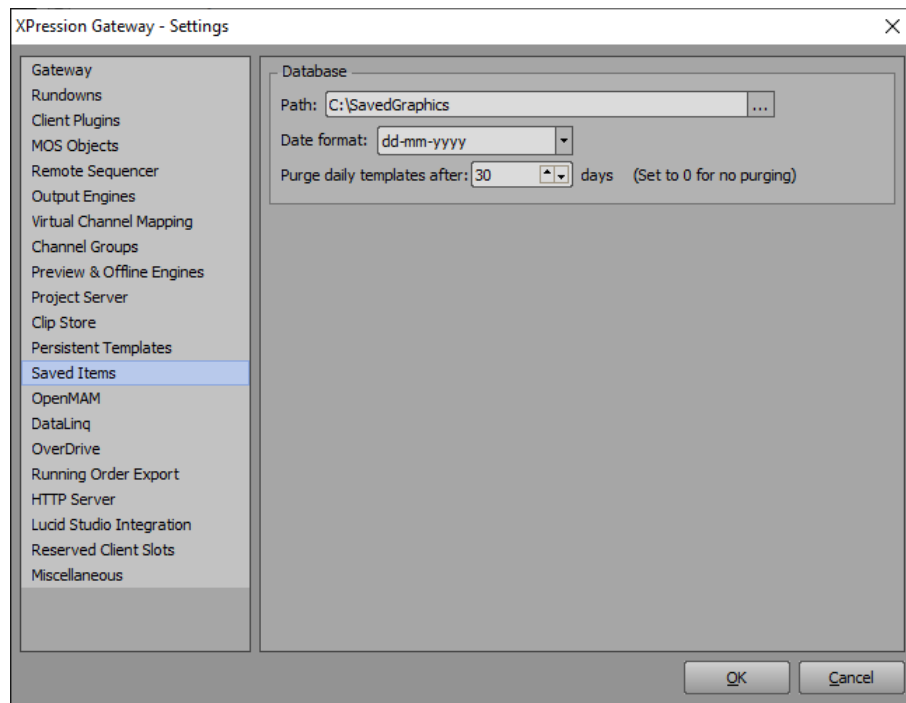 XPression Gateway - Settings
Gateway
Rundowns
Client Plugins
MOS Objects
Remote Sequencer
Output Engines
Virtual Channel Mapping
Channel Groups
Preview & Offline Engines
Project Server
Clip Store
Persistent Templates
Saved Items
OpenMAM
DataLinq
OverDrive
Running Order Export
HTTP Server
Lucid Studio Integration
Reserved Client Slots
Miscellaneous
Database
Path: C:\SavedGraphics ...
Date format: dd-mm-yyyy
Purge daily templates after: 30 days (Set to 0 for no purging)
OK Cancel